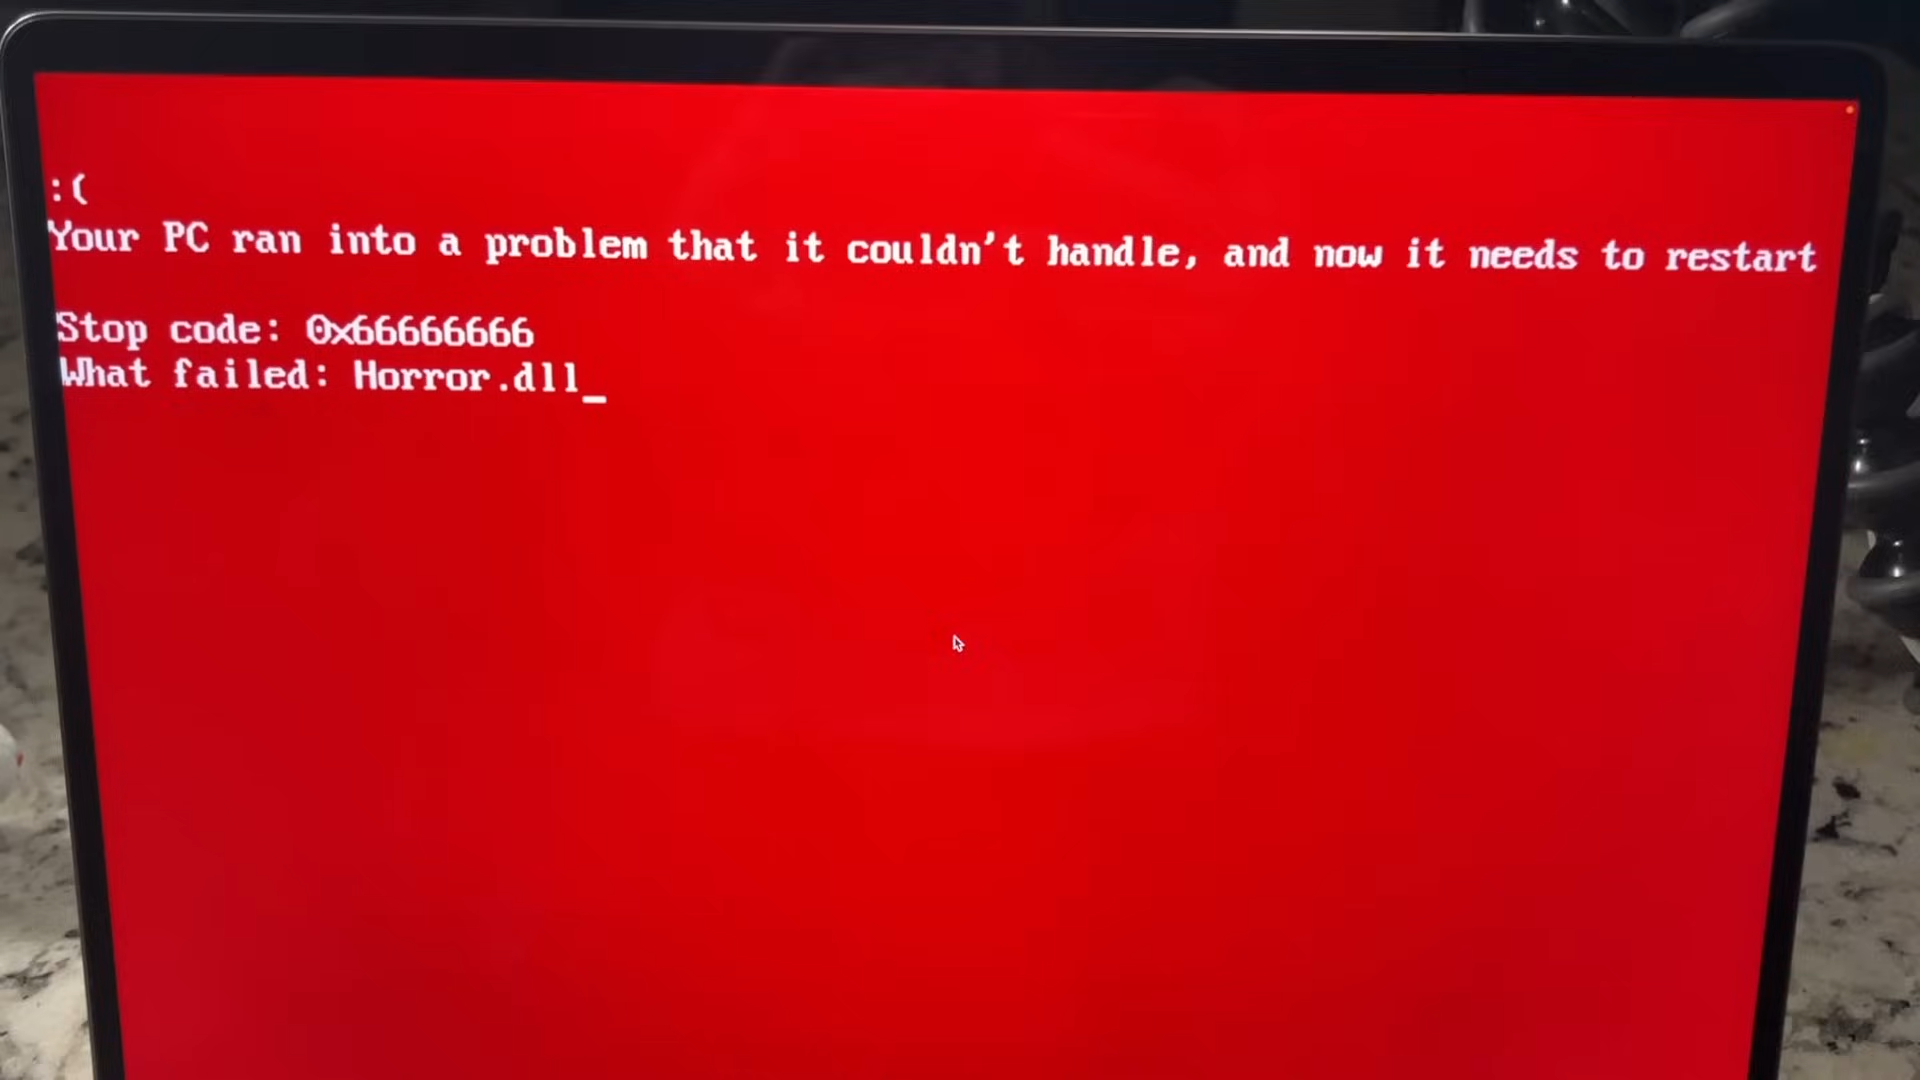 :(
Your PC ran into a problem that it couldn't handle, and now it needs to restart
Stop code: 0x66666666
What failed: Horror.dll_